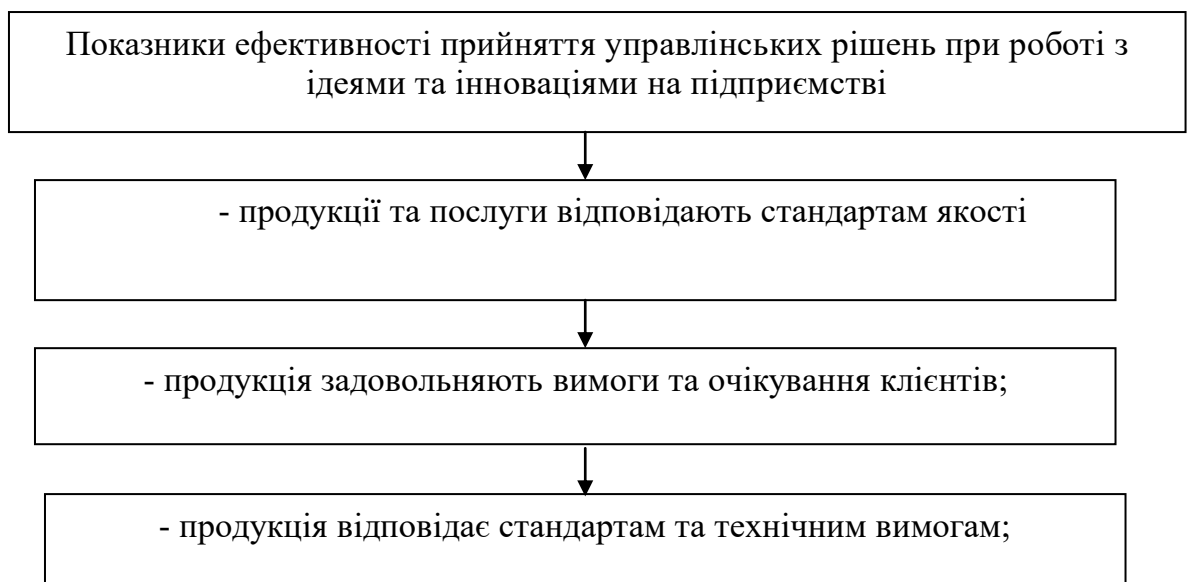 Показники ефективності прийняття управлінських рішень при роботі з
ідеями та інноваціями на підприємстві
- продукції та послуги відповідають стандартам якості
- продукція задовольняють вимоги та очікування клієнтів;
- продукція відповідає стандартам та технічним вимогам;